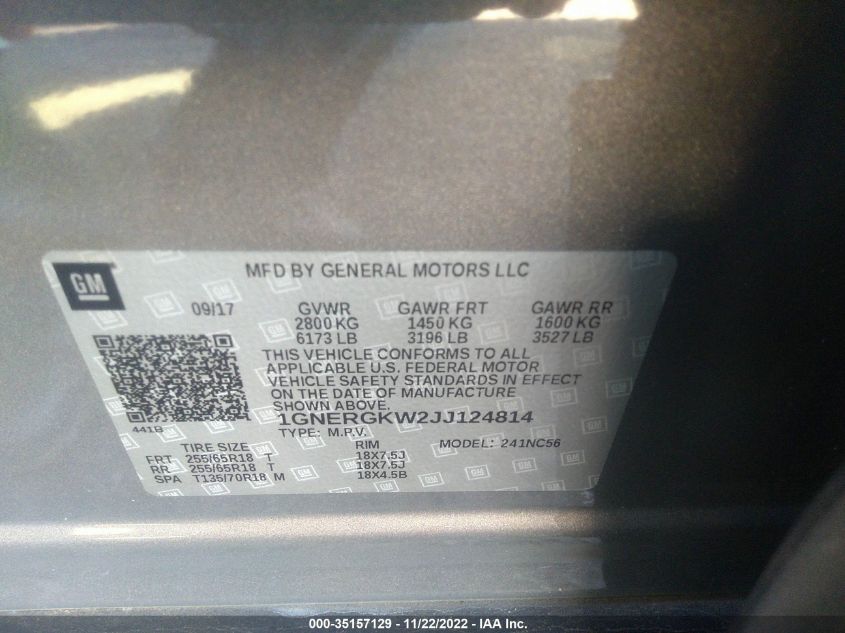 GM
MFD BY GENERAL MOTORS LLC
09/17 GVWR GAWR FRT GAWR RR
2800 KG 1450 KG 1600 KG
6173 LB 3196 LB 3527 LB
THIS VEHICLE CONFORMS TO ALL
APPLICABLE U.S. FEDERAL MOTOR
VEHICLE SAFETY STANDARDS IN EFFECT
ON THE DATE OF MANUFACTURE
SHOWN ABOVE.
441B 1GNERGKW2JJ124814
TYPE: M.P.V. MODEL: 241NC56
TIRE SIZE RIM
FRT 255/65R18 T 18X7.5J
RR 255/65R18 T 18X7.5J
SPA T135/70R18 M 18X4.5B
000-35157129 - 11/22/2022 - IAA Inc.